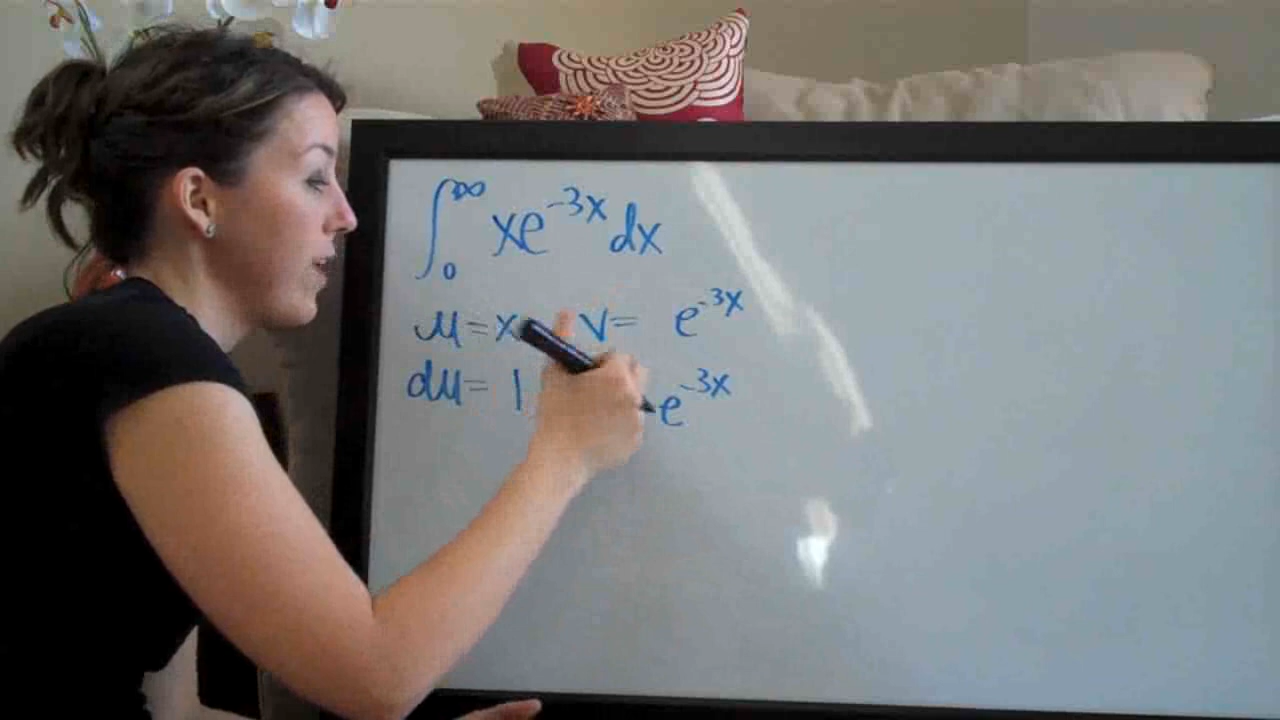 ∫₀^∞ xe^-3x dx
u = x v = e^-3x
du = 1 e^-3x